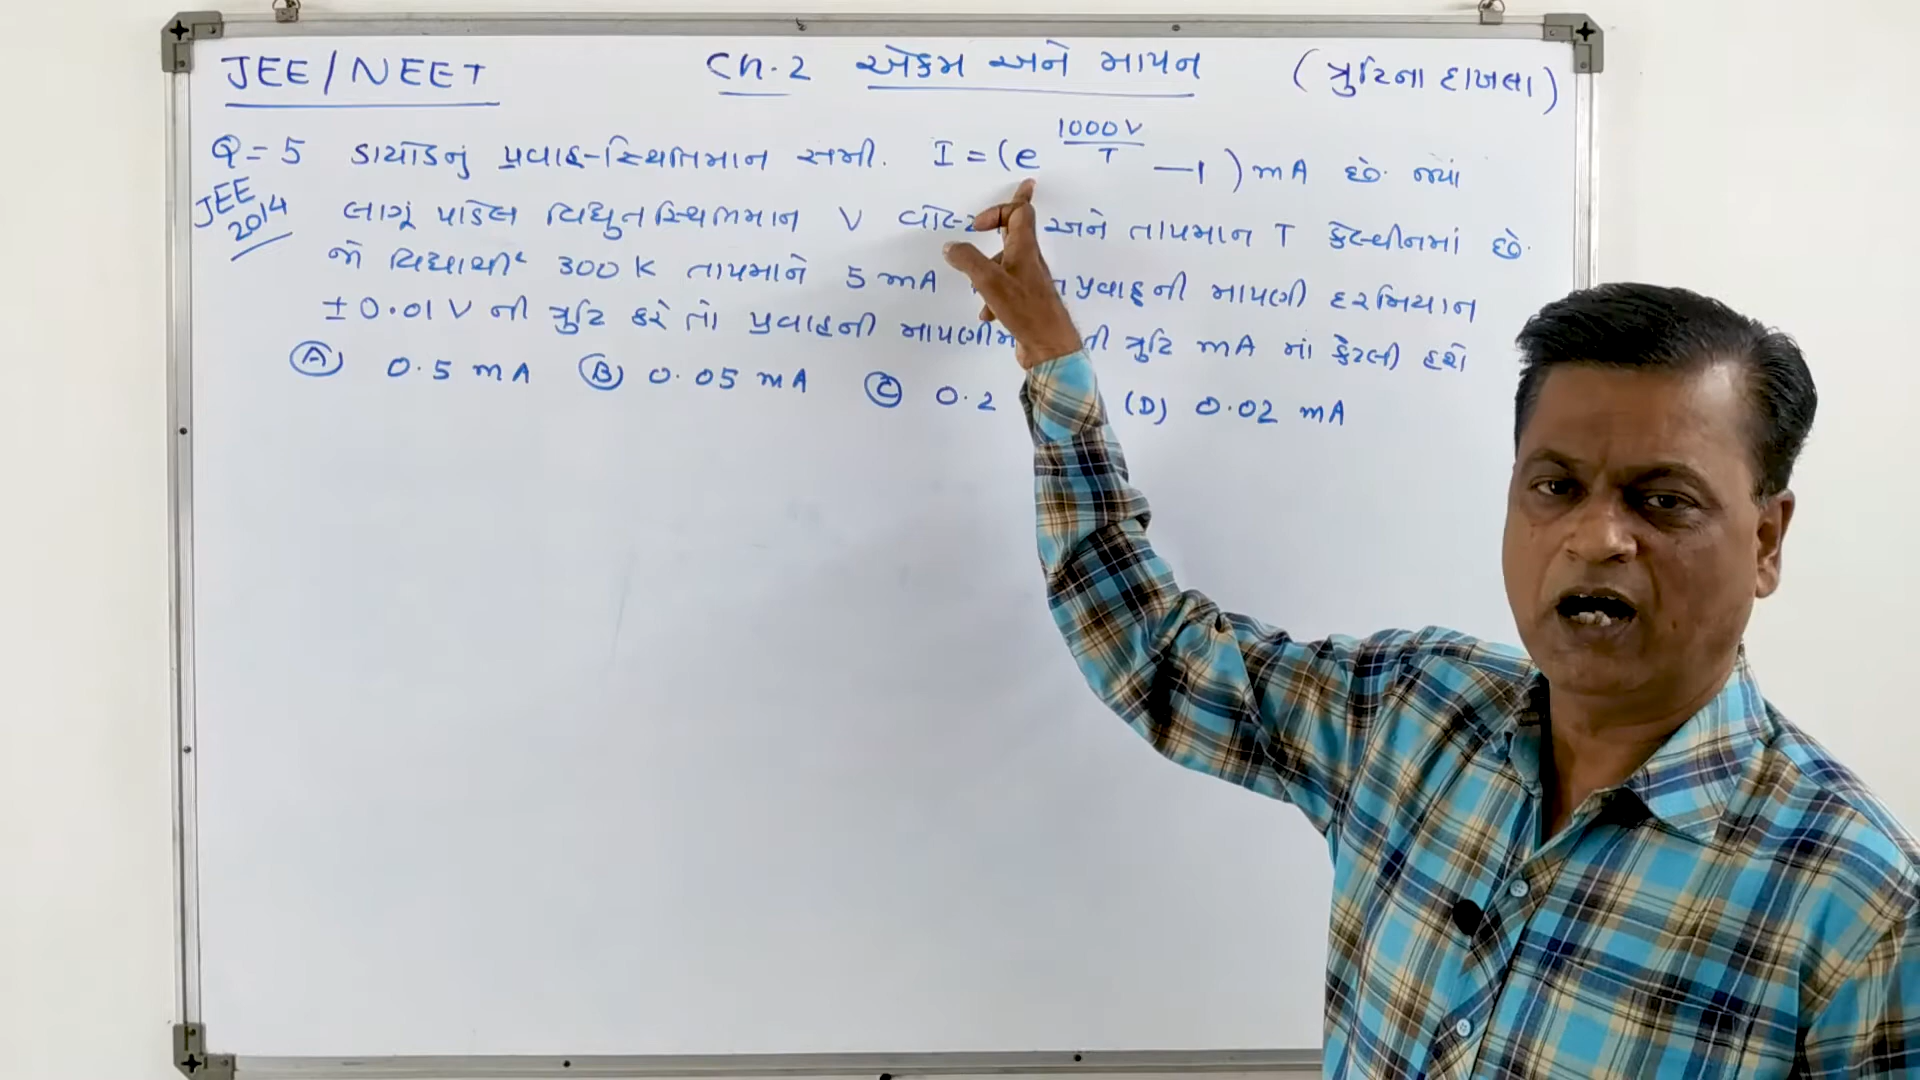 JEE/NEET Ch.2 એકમ અને માપન (ત્રુટિના દાખલા)
Q=5 ડાયોડનું પ્રવાહ-સ્થિતિમાન સમી. I = (e^{1000V/T} -1) mA છે. જ્યાં
JEE 2014
લાગૂં પાડેલ વિદ્યુતસ્થિતિમાન V અને તાપમાન T કેલ્વીનમાં છે.
જો વિદ્યાર્થી 300 K તાપમાને 5 mA પ્રવાહની માપણી દરમિયાન
±0.01 V ની ત્રુટિ કરે તો પ્રવાહની ત્રુટિ mA માં કેટલી હશે
(A) 0.5 mA (B) 0.05 mA (C) 0.2 (D) 0.02 mA